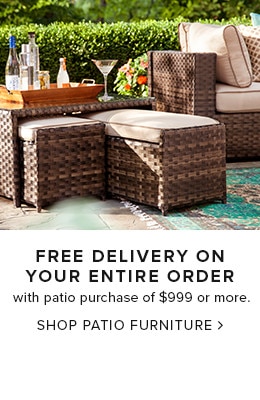 FREE DELIVERY ON
YOUR ENTIRE ORDER
with patio purchase of $999 or more.
SHOP PATIO FURNITURE >